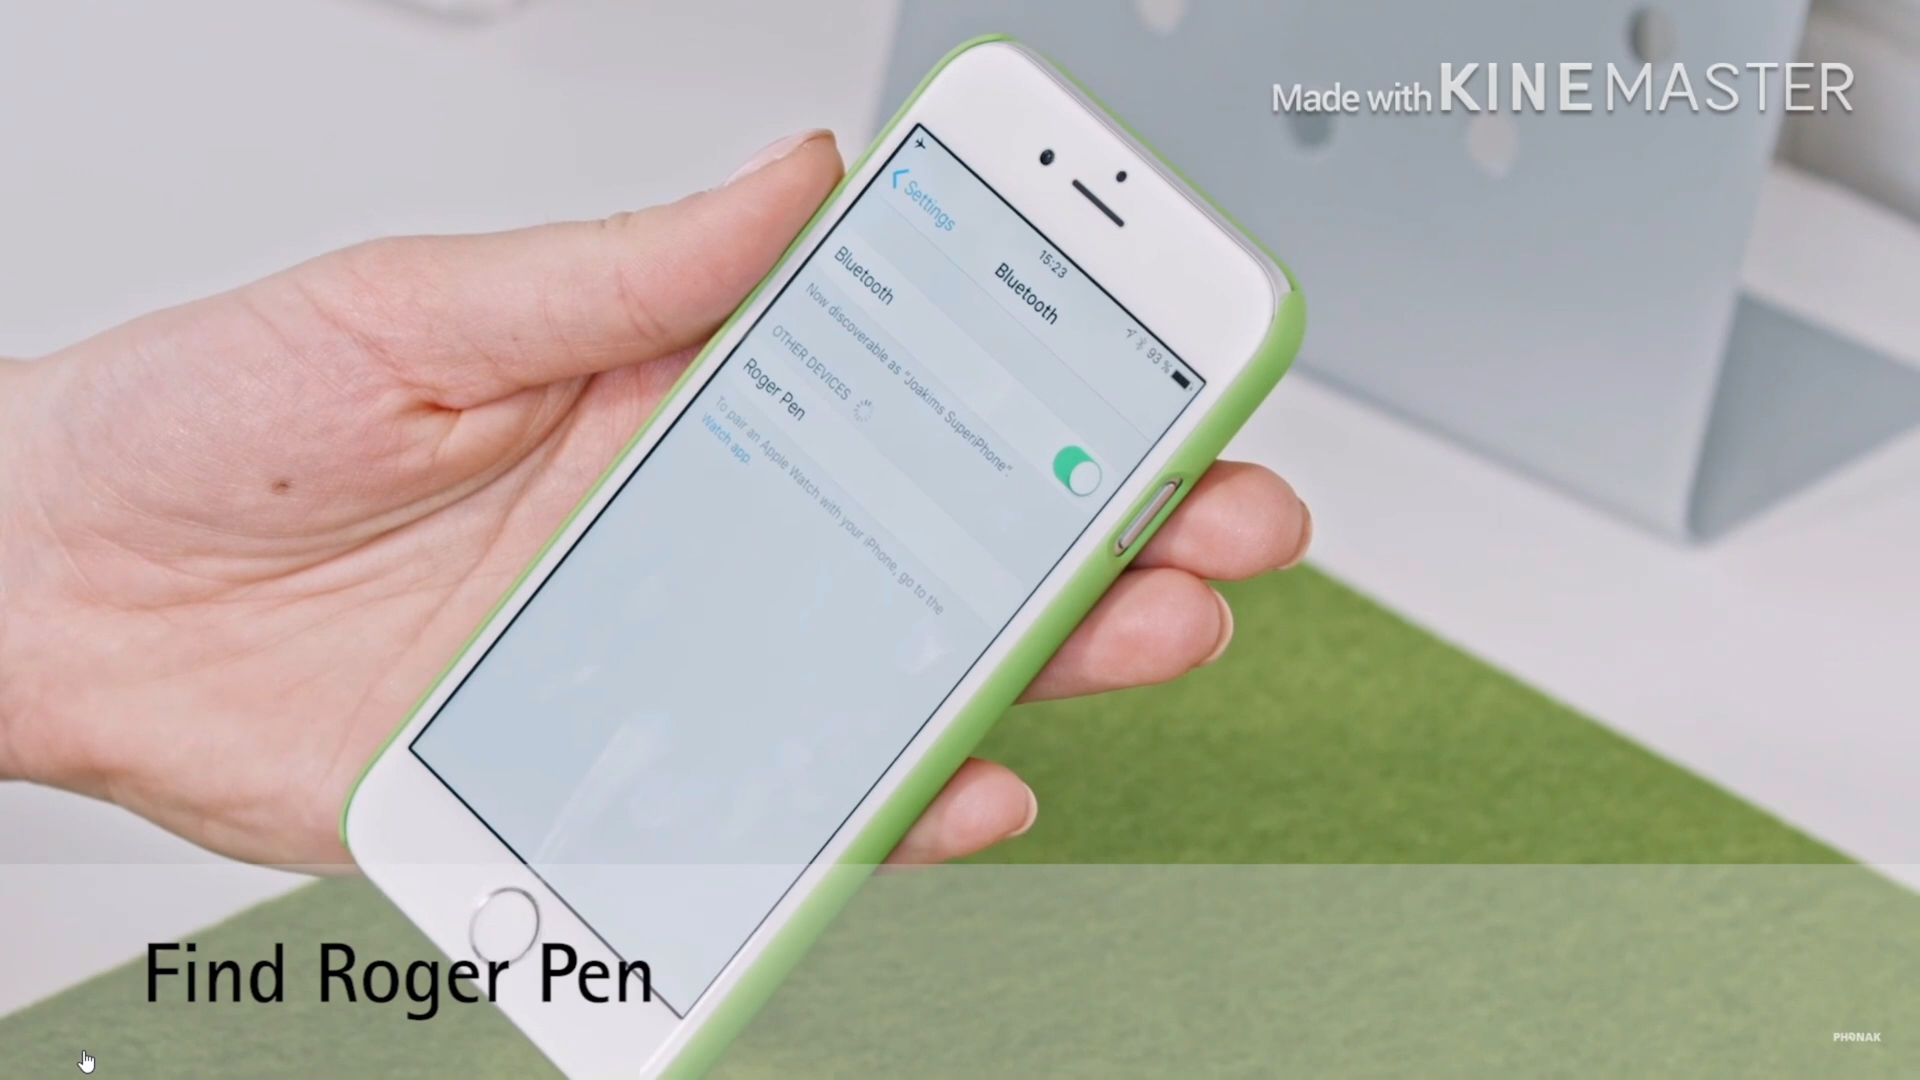 Made with KINEMASTER
Settings
15:23
93 %
Bluetooth
Bluetooth
Now discoverable as "Joakims SuperiPhone".
OTHER DEVICES
Roger Pen
To pair an Apple Watch with your iPhone, go to the
Watch app.
Find Roger Pen
PHONAK